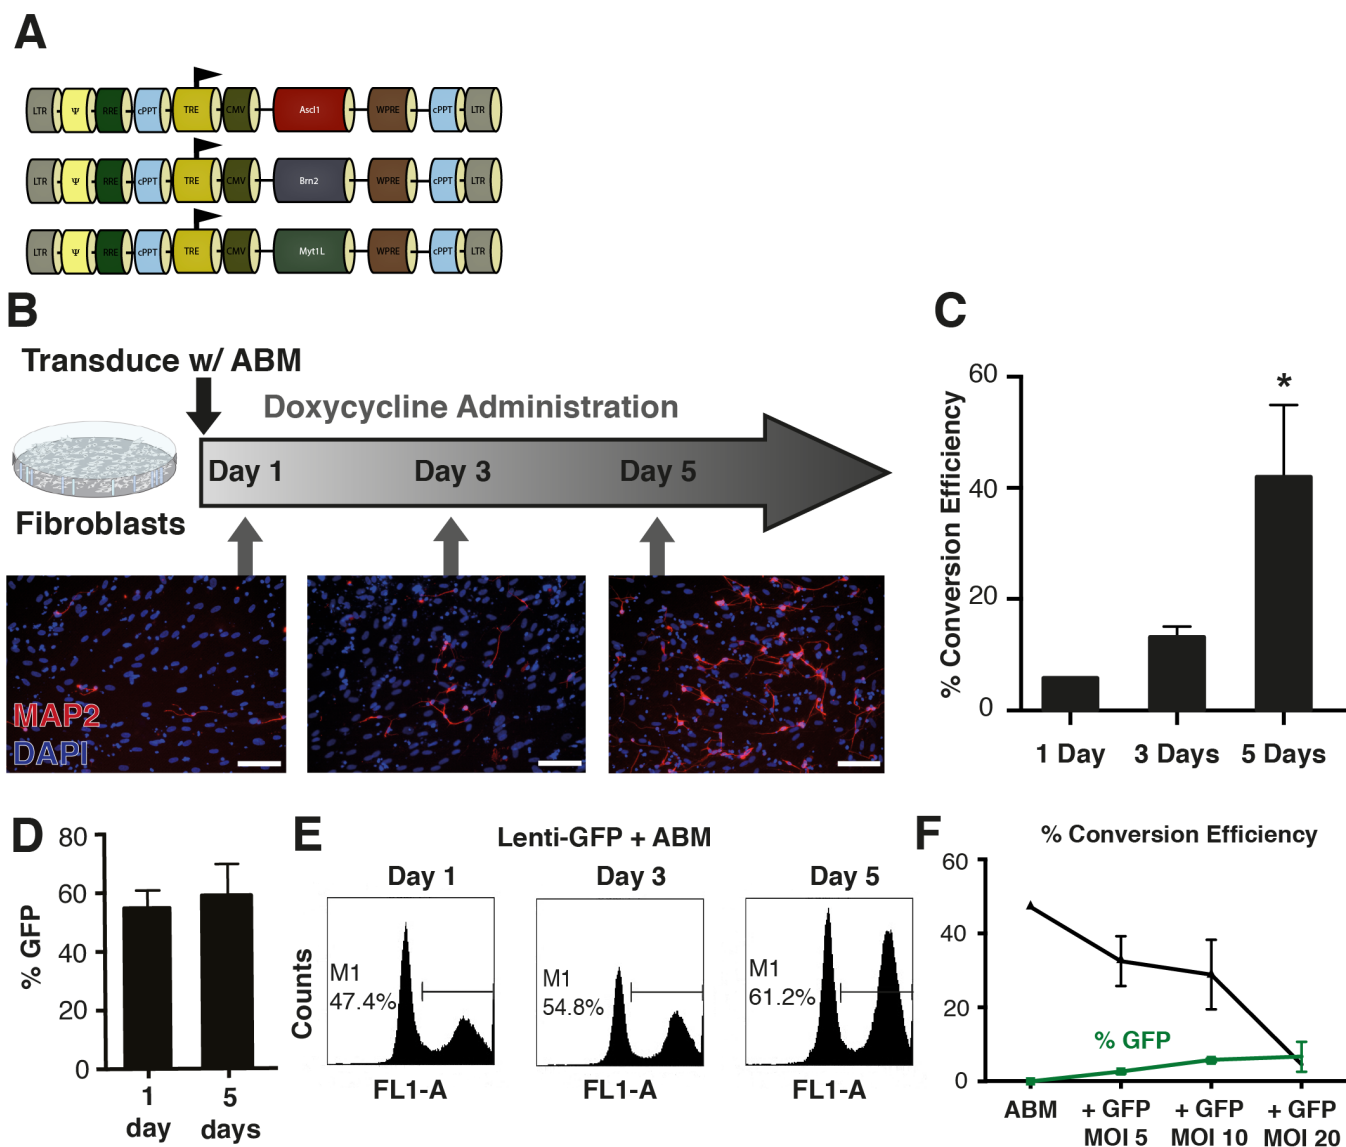 A
LTR Ψ RRE cPPT TRE CMV Ascl1 WPRE cPPT LTR
LTR Ψ RRE cPPT TRE CMV Brn2 WPRE cPPT LTR
LTR Ψ RRE cPPT TRE CMV Myt1L WPRE cPPT LTR
B
Transduce w/ ABM
Doxycycline Administration
Day 1 Day 3 Day 5
Fibroblasts
MAP2
DAPI
C
% Conversion Efficiency
60
40
20
0
*
1 Day 3 Days 5 Days
D
% GFP
80
60
40
20
0
1 5
day days
E
Lenti-GFP + ABM
Day 1 Day 3 Day 5
Counts
M1
47.4%
M1
54.8%
M1
61.2%
FL1-A FL1-A FL1-A
F
% Conversion Efficiency
60
40
20
0
% GFP
ABM + GFP + GFP + GFP
MOI 5 MOI 10 MOI 20